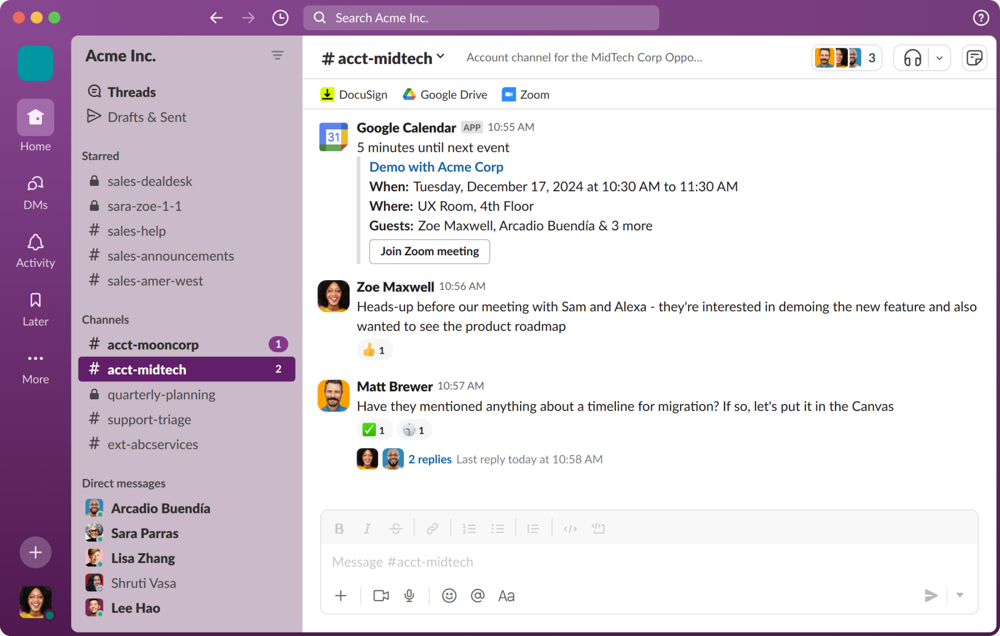 Search Acme Inc.
Acme Inc.
Threads
Drafts & Sent
Home
Starred
sales-dealdesk
DMs
sara-zoe-1-1
# sales-help
# sales-announcements
Activity
# sales-amer-west
Later
Channels
# acct-mooncorp 1
# acct-midtech 2
More
quarterly-planning
# support-triage
# ext-abcservices
Direct messages
Arcadio Buendía
Sara Parras
Lisa Zhang
Shruti Vasa
Lee Hao
# acct-midtech Account channel for the MidTech Corp Oppo... 3
DocuSign Google Drive Zoom
31
Google Calendar APP 10:55 AM
5 minutes until next event
Demo with Acme Corp
When: Tuesday, December 17, 2024 at 10:30 AM to 11:30 AM
Where: UX Room, 4th Floor
Guests: Zoe Maxwell, Arcadio Buendía & 3 more
Join Zoom meeting
Zoe Maxwell 10:56 AM
Heads-up before our meeting with Sam and Alexa - they're interested in demoing the new feature and also
wanted to see the product roadmap
1
Matt Brewer 10:57 AM
Have they mentioned anything about a timeline for migration? If so, let's put it in the Canvas
1 1
2 replies Last reply today at 10:58 AM
B I S
Message #acct-midtech
@ Aa